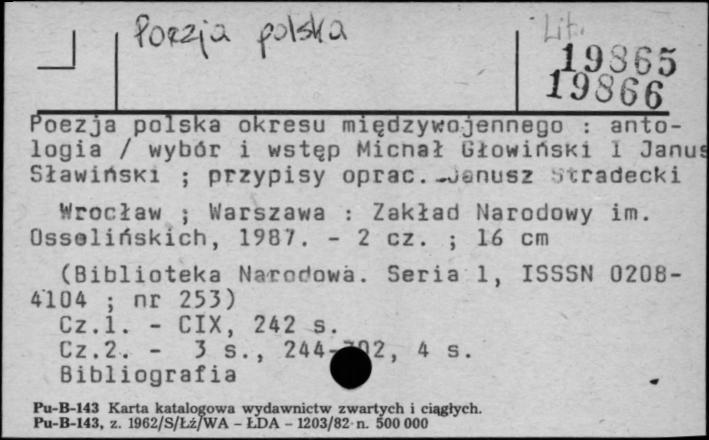 Poezja polska
Lit.
19865
19866
Poezja polska okresu międzywojennego : anto-
logia / wybór i wstęp Michał Głowiński i Janus
Sławiński ; przypisy oprac. Janusz Stradecki
Wrocław ; Warszawa : Zakład Narodowy im.
Ossolińskich, 1987. - 2 cz. ; 16 cm
(Biblioteka Narodowa. Seria 1, ISSSN 0208-
4104 ; nr 253)
Cz.1. - CIX, 242 s.
Cz.2. - 3 s., 244- 02, 4 s.
Bibliografia
Pu-B-143 Karta katalogowa wydawnictw zwartych i ciągłych.
Pu-B-143, z. 1962/S/Łź/WA - ŁDA - 1203/82 n. 500 000